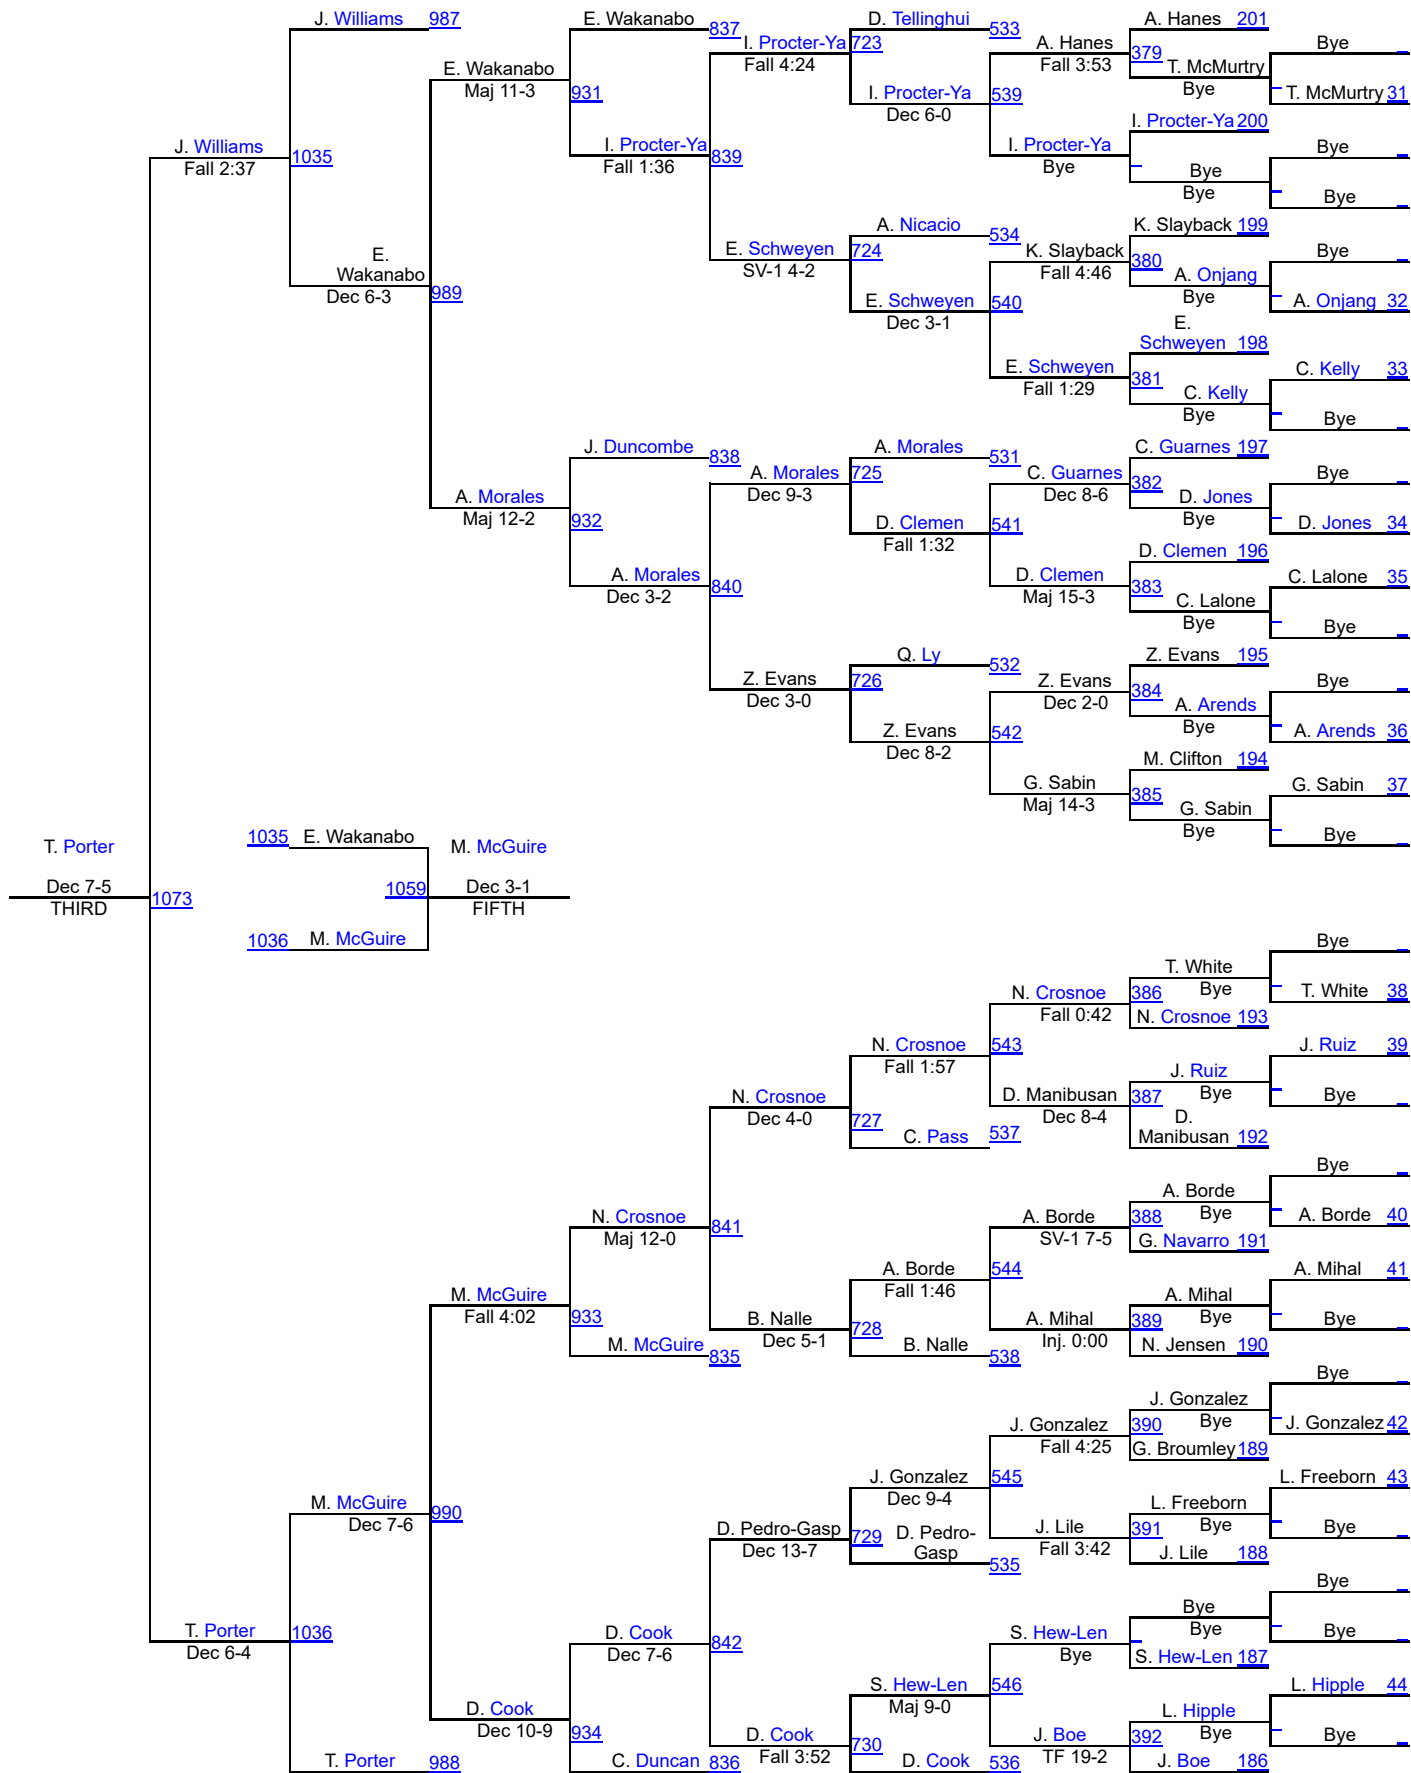 J. Williams 987
E. Wakanabo 837
D. Tellinghui 533
A. Hanes 201
I. Procter-Ya 723
Fall 4:24
A. Hanes 379
Fall 3:53
Bye
E. Wakanabo
Maj 11-3
931
T. McMurtry
Bye
I. Procter-Ya 539
Dec 6-0
T. McMurtry 31
I. Procter-Ya 200
J. Williams 1035
Fall 2:37
I. Procter-Ya 839
Fall 1:36
I. Procter-Ya
Bye
Bye
Bye
Bye
Bye
A. Nicacio 534
K. Slayback 199
E. Schweyen 724
SV-1 4-2
K. Slayback 380
Fall 4:46
Bye
E.
Wakanabo
Dec 6-3
989
A. Onjang
Bye
E. Schweyen 540
Dec 3-1
A. Onjang 32
E.
Schweyen 198
E. Schweyen 381
Fall 1:29
C. Kelly 33
C. Kelly
Bye
Bye
J. Duncombe 838
A. Morales 531
C. Guarnes 197
A. Morales 725
Dec 9-3
C. Guarnes 382
Dec 8-6
Bye
A. Morales
Maj 12-2
932
D. Jones
Bye
D. Clemen 541
Fall 1:32
D. Jones 34
D. Clemen 196
A. Morales 840
Dec 3-2
D. Clemen 383
Maj 15-3
C. Lalone 35
C. Lalone
Bye
Bye
Q. Ly 532
Z. Evans 195
Z. Evans 726
Dec 3-0
Z. Evans 384
Dec 2-0
Bye
A. Arends
Bye
Z. Evans 542
Dec 8-2
A. Arends 36
M. Clifton 194
G. Sabin 385
Maj 14-3
G. Sabin 37
G. Sabin
Bye
Bye
T. Porter
Dec 7-5
THIRD
1073
1035 E. Wakanabo
M. McGuire
1059 Dec 3-1
FIFTH
1036 M. McGuire
Bye
T. White
Bye
N. Crosnoe 386
Fall 0:42
T. White 38
N. Crosnoe 193
N. Crosnoe 543
Fall 1:57
J. Ruiz 39
J. Ruiz
Bye
N. Crosnoe
Dec 4-0
D. Manibusan 387
Dec 8-4
Bye
727
C. Pass 537
D.
Manibusan 192
Bye
A. Borde
Bye
N. Crosnoe 841
Maj 12-0
A. Borde 388
SV-1 7-5
A. Borde 40
G. Navarro 191
A. Borde 544
Fall 1:46
A. Mihal 41
M. McGuire
Fall 4:02
933
A. Mihal
Bye
B. Nalle 728
Dec 5-1
A. Mihal 389
Inj. 0:00
Bye
M. McGuire 835
B. Nalle 538
N. Jensen 190
Bye
J. Gonzalez
Bye
J. Gonzalez 390
Fall 4:25
J. Gonzalez 42
G. Broumley 189
J. Gonzalez 545
Dec 9-4
L. Freeborn 43
M. McGuire 990
Dec 7-6
L. Freeborn
Bye
D. Pedro-Gasp 729
Dec 13-7
D. Pedro-
Gasp
535
J. Lile 391
Fall 3:42
Bye
J. Lile 188
Bye
Bye
Bye
T. Porter 1036
Dec 6-4
D. Cook 842
Dec 7-6
S. Hew-Len
Bye
Bye
S. Hew-Len 187
S. Hew-Len 546
Maj 9-0
L. Hipple 44
D. Cook
Dec 10-9
934
L. Hipple
Bye
D. Cook 730
Fall 3:52
J. Boe 392
TF 19-2
Bye
T. Porter 988
C. Duncan 836
D. Cook 536
J. Boe 186